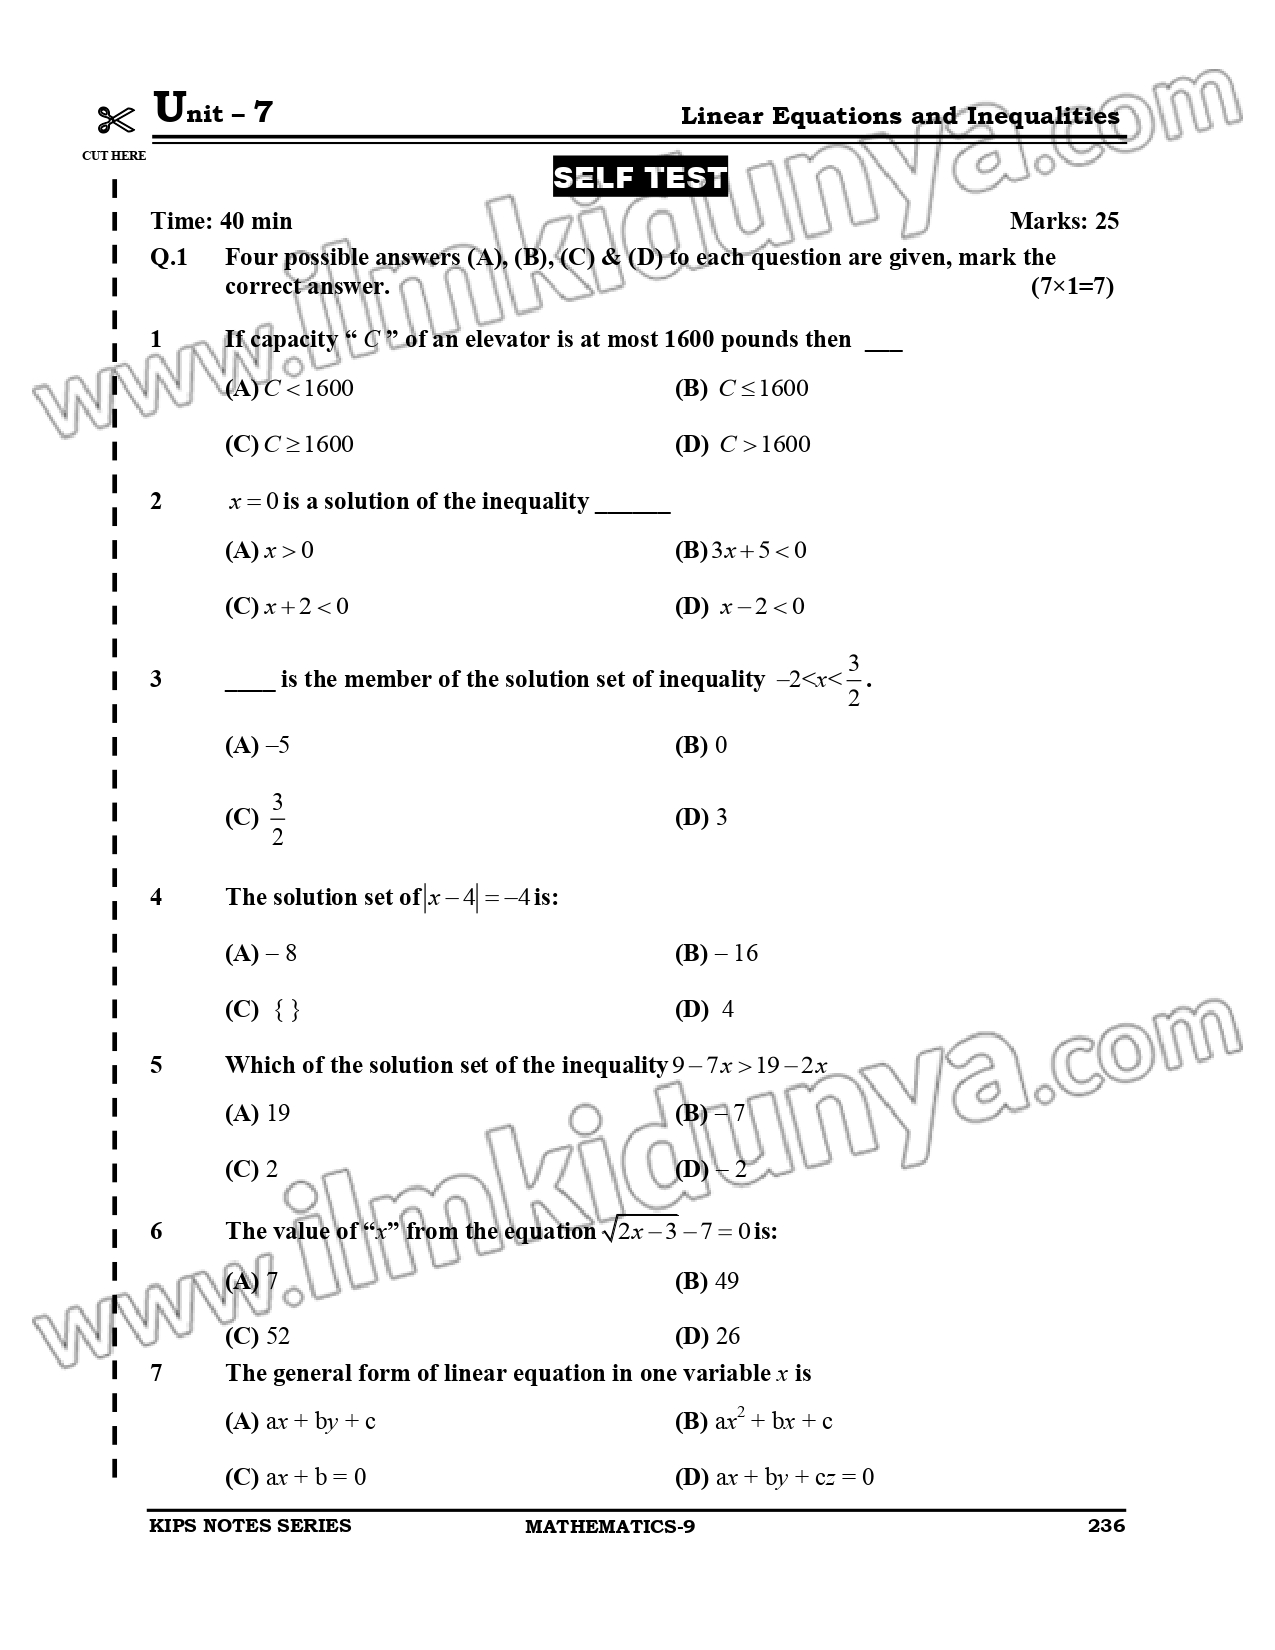 Unit – 7 Linear Equations and Inequalities
CUT HERE
SELF TEST
Time: 40 min Marks: 25
Q.1 Four possible answers (A), (B), (C) & (D) to each question are given, mark the
correct answer. (7×1=7)
1 If capacity “ C ” of an elevator is at most 1600 pounds then ___
(A) C < 1600 (B) C ≤ 1600
(C) C ≥ 1600 (D) C > 1600
2 x = 0 is a solution of the inequality ______
(A) x > 0 (B) 3x + 5 < 0
(C) x + 2 < 0 (D) x – 2 < 0
3 ____ is the member of the solution set of inequality –2<x<3/2.
(A) –5 (B) 0
(C) 3/2 (D) 3
4 The solution set of |x – 4| = –4 is:
(A) – 8 (B) – 16
(C) { } (D) 4
5 Which of the solution set of the inequality 9 – 7x > 19 – 2x
(A) 19 (B) – 7
(C) 2 (D) – 2
6 The value of “x” from the equation √(2x – 3) – 7 = 0 is:
(A) 7 (B) 49
(C) 52 (D) 26
7 The general form of linear equation in one variable x is
(A) ax + by + c (B) ax² + bx + c
(C) ax + b = 0 (D) ax + by + cz = 0
KIPS NOTES SERIES MATHEMATICS-9 236
www.ilmkidunya.com
www.ilmkidunya.com